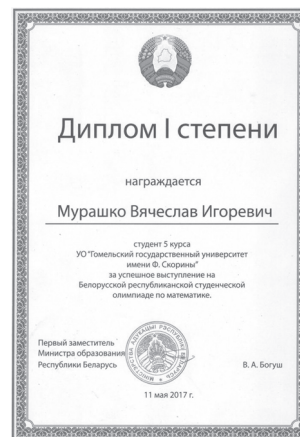 Диплом I степени
награждается
Мурашко Вячеслав Игоревич
студент 5 курса
УО "Гомельский государственный университет
имени Ф. Скорины"
за успешное выступление на
Белорусской республиканской студенческой
олимпиаде по математике.
Первый заместитель
Министра образования
Республики Беларусь
В. А. Богуш
11 мая 2017 г.